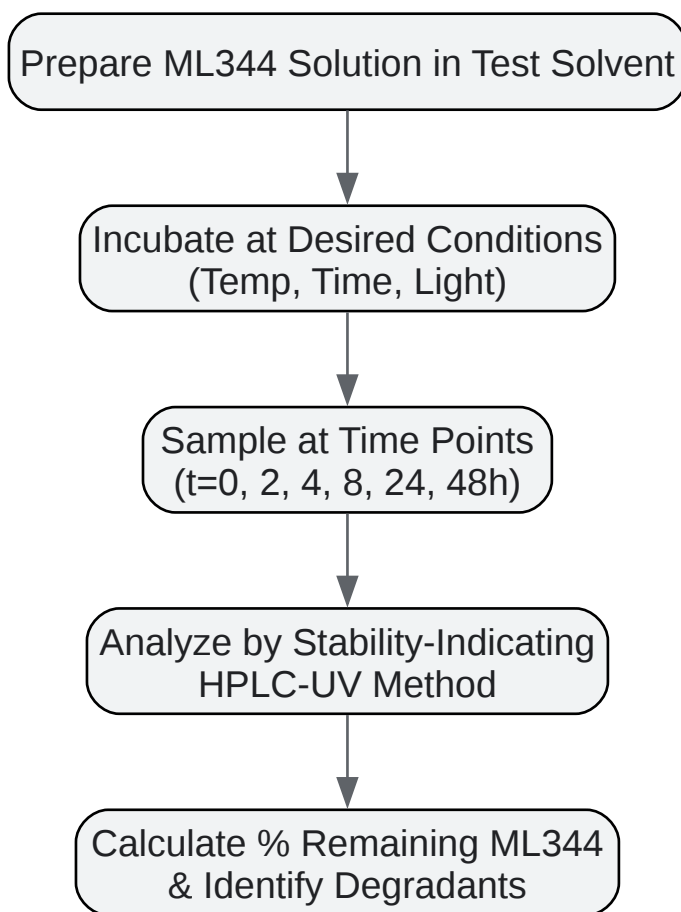 Prepare ML344 Solution in Test Solvent
Incubate at Desired Conditions
(Temp, Time, Light)
Sample at Time Points
(t=0, 2, 4, 8, 24, 48h)
Analyze by Stability-Indicating
HPLC-UV Method
Calculate % Remaining ML344
& Identify Degradants